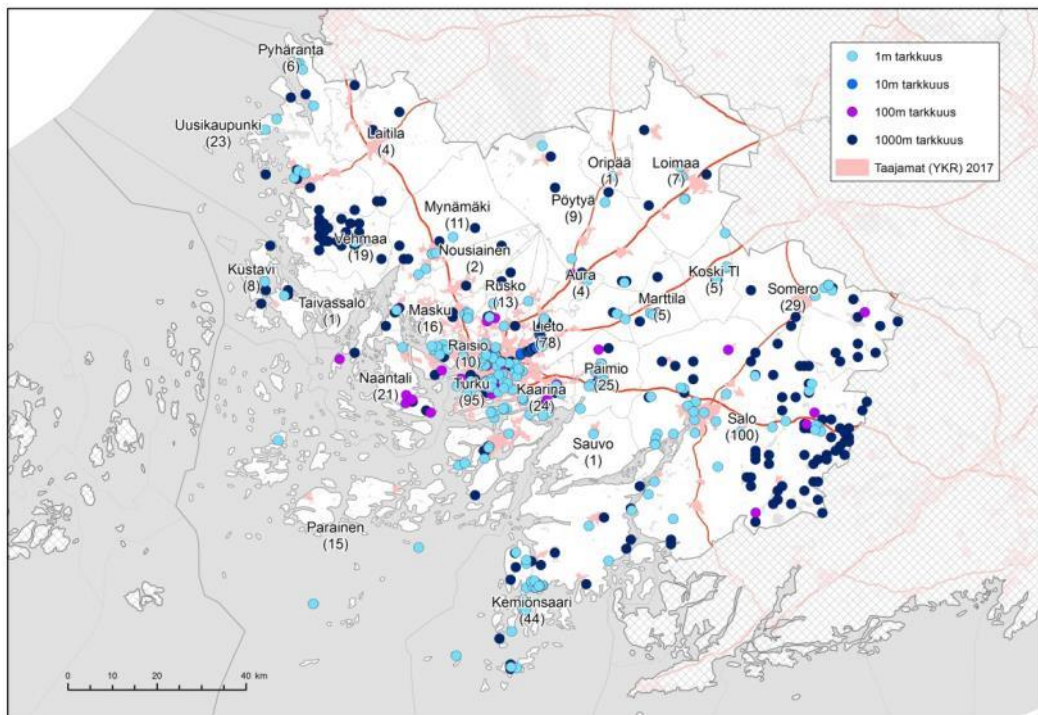 Pyhäranta
(6)
Uusikaupunki
(23)
Laitila
(4)
Oripää
(1)
Loimaa
(7)
Mynämäki
(11)
Pöytyä
(9)
Vehmaa
(19)
Nousiainen
(2)
Kustavi
(8)
Taivassalo
(1)
Rusko
(13)
Aura
(4)
Koski Tl
(5)
Marttila
(5)
Somero
(29)
Masku
(16)
Lieto
(78)
Raisio
(10)
Naantali
(21)
Turku
(95)
Kaarina
(24)
Paimio
(25)
Salo
(100)
Sauvo
(1)
Parainen
(15)
Kemiönsaari
(44)
1m tarkkuus
10m tarkkuus
100m tarkkuus
1000m tarkkuus
Taajamat (YKR) 2017
0 10 20 40 km